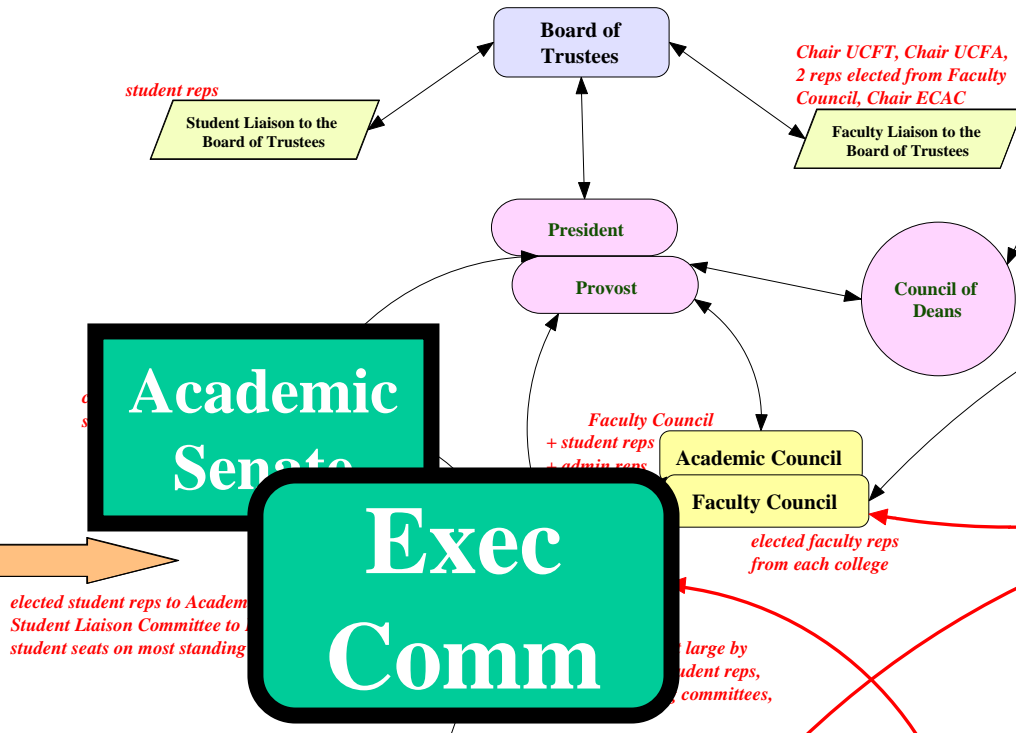 Board of
Trustees
student reps
Student Liaison to the
Board of Trustees
Chair UCFT, Chair UCFA,
2 reps elected from Faculty
Council, Chair ECAC
Faculty Liaison to the
Board of Trustees
President
Provost
Council of
Deans
Academic
Senate
Faculty Council
+ student reps
+ admin reps
Academic Council
Faculty Council
elected faculty reps
from each college
Exec
Comm
elected student reps to
Student Liaison Committee to
student seats on most standing
large by
reps,
committees,